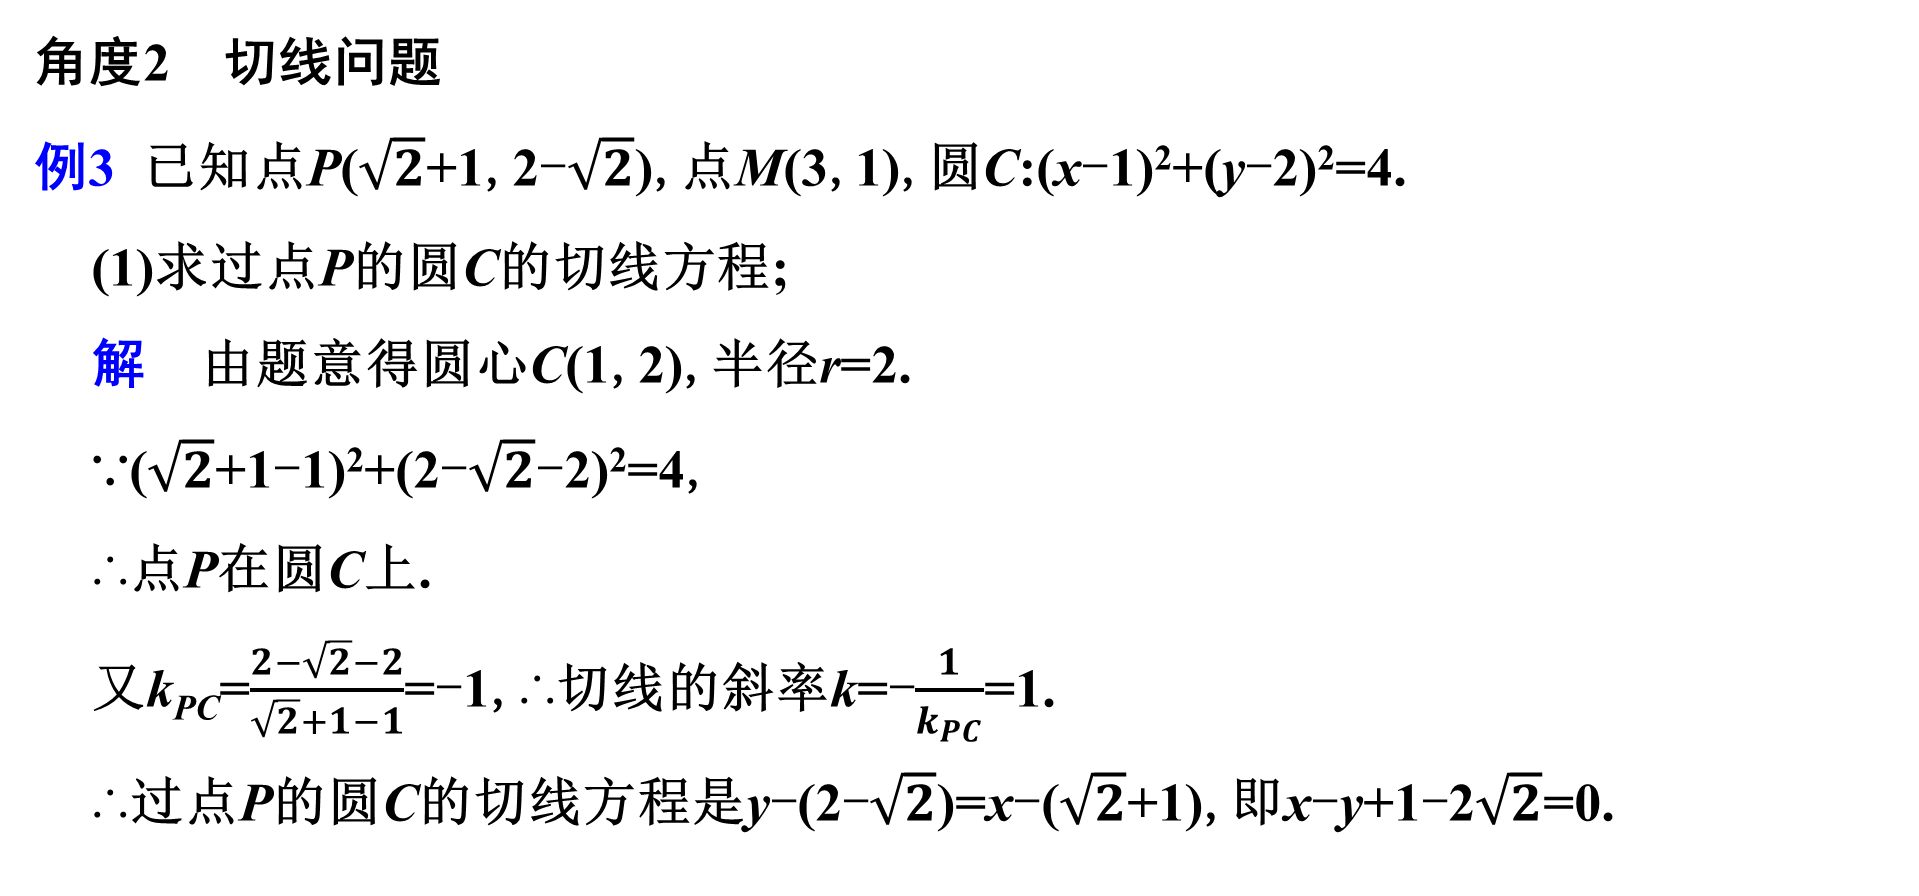 角度2 切线问题
例3 已知点P(√2+1, 2−√2), 点M(3, 1), 圆C:(x−1)²+(y−2)²=4.
(1)求过点P的圆C的切线方程;
解 由题意得圆心C(1, 2), 半径r=2.
∵(√2+1−1)²+(2−√2−2)²=4,
∴点P在圆C上.
又k_{PC}=\frac{2−√2−2}{√2+1−1}=−1, ∴切线的斜率k=−\frac{1}{k_{PC}}=1.
∴过点P的圆C的切线方程是y−(2−√2)=x−(√2+1), 即x−y+1−2√2=0.